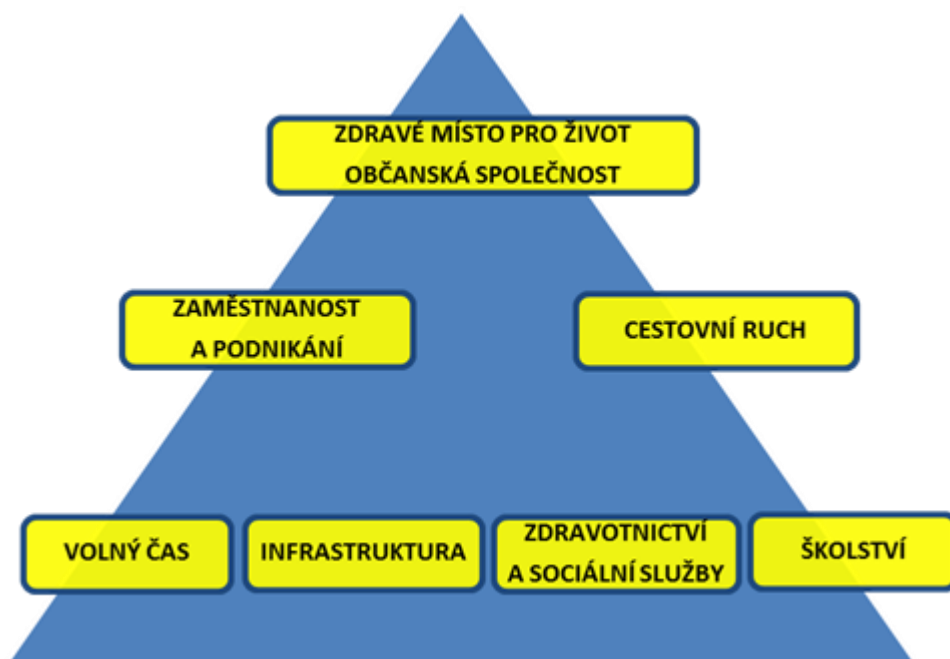 ZDRAVÉ MÍSTO PRO ŽIVOT
OBČANSKÁ SPOLEČNOST
ZAMĚSTNANOST
A PODNIKÁNÍ
CESTOVNÍ RUCH
VOLNÝ ČAS
INFRASTRUKTURA
ZDRAVOTNICTVÍ
A SOCIÁLNÍ SLUŽBY
ŠKOLSTVÍ